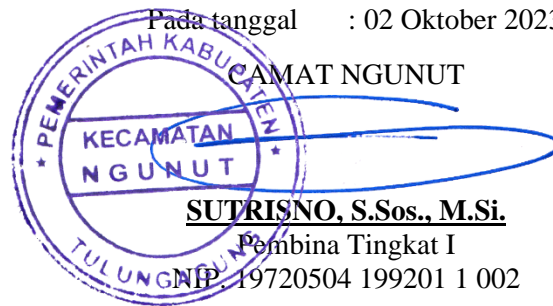 Pada tanggal : 02 Oktober 2023
CAMAT NGUNUT
PEMERINTAH KABUPATEN
KECAMATAN
NGUNUT
TULUNGAGUNG
SUTRISNO, S.Sos., M.Si.
Pembina Tingkat I
NIP. 19720504 199201 1 002